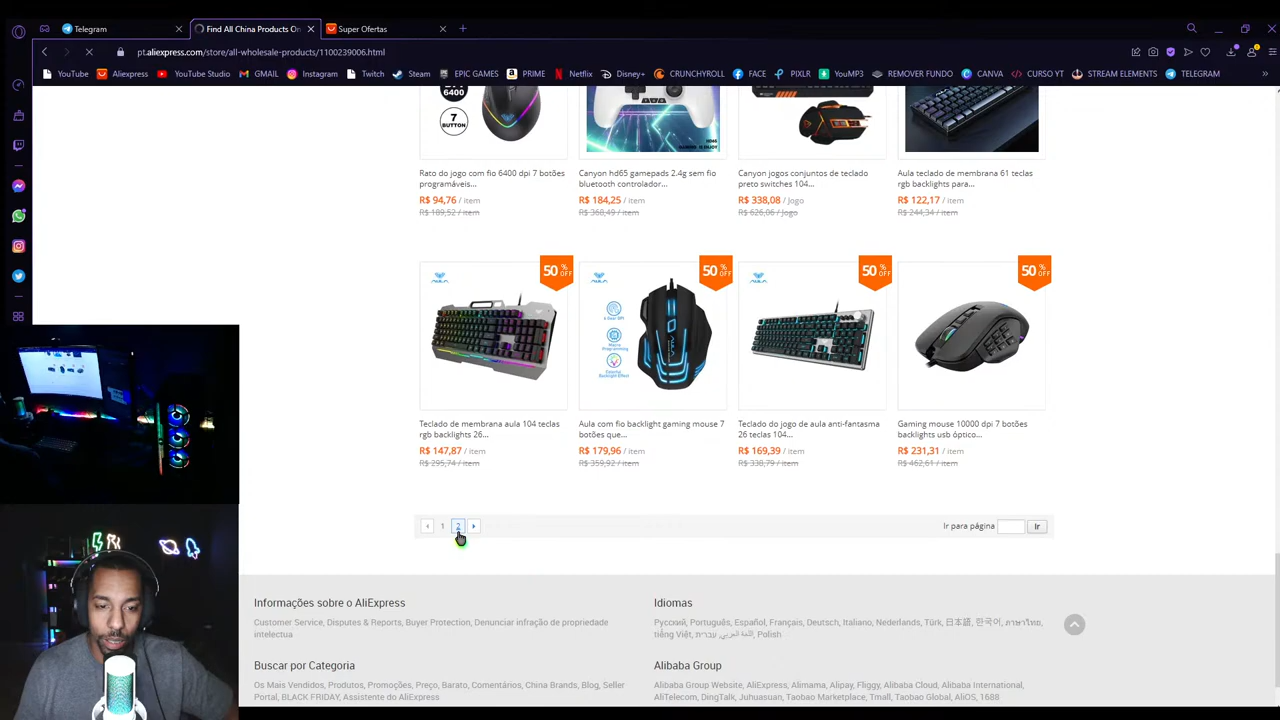 Telegram
Find All China Products On
Super Ofertas
pt.aliexpress.com/store/all-wholesale-products/1100239006.html
YouTube
Aliexpress
YouTube Studio
GMAIL
Instagram
Twitch
Steam
EPIC GAMES
PRIME
Netflix
Disney+
CRUNCHYROLL
FACE
PIXLR
YouMP3
REMOVER FUNDO
CANVA
CURSO YT
STREAM ELEMENTS
TELEGRAM
6400
7
BUTTON
Rato do jogo com fio 6400 dpi 7 botões
programáveis...
R$ 94,76 / item
R$ 189,52 / item
Canyon hd65 gamepads 2.4g sem fio
bluetooth controlador...
R$ 184,25 / item
R$ 368,49 / item
Canyon jogos conjuntos de teclado
preto switches 104...
R$ 338,08 / Jogo
R$ 626,06 / Jogo
Aula teclado de membrana 61 teclas
rgb backlights para...
R$ 122,17 / item
R$ 244,34 / item
50 % OFF
50 % OFF
50 % OFF
50 % OFF
AULA
AULA
AULA
Teclado de membrana aula 104 teclas
rgb backlights 26...
R$ 147,87 / item
R$ 295,74 / item
Aula com fio backlight gaming mouse 7
botões que...
R$ 179,96 / item
R$ 359,92 / item
Teclado do jogo de aula anti-fantasma
26 teclas 104...
R$ 169,39 / item
R$ 338,79 / item
Gaming mouse 10000 dpi 7 botões
backlights usb óptico...
R$ 231,31 / item
R$ 462,61 / item
1
2
Ir para página
Ir
Informações sobre o AliExpress
Customer Service, Disputes & Reports, Buyer Protection, Denunciar infração de propriedade
intelectua
Idiomas
Русский, Português, Español, Français, Deutsch, Italiano, Nederlands, Türk, 日本語, 한국어, ภาษาไทย,
tiếng Việt, اللغة العربي, עברית, Polish
Buscar por Categoria
Os Mais Vendidos, Produtos, Promoções, Preço, Barato, Comentários, China Brands, Blog, Seller
Portal, BLACK FRIDAY, Assistente do AliExpress
Alibaba Group
Alibaba Group Website, AliExpress, Alimama, Alipay, Fliggy, Alibaba Cloud, Alibaba International,
AliTelecom, DingTalk, Juhuasuan, Taobao Marketplace, Tmall, Taobao Global, AliOS, 1688